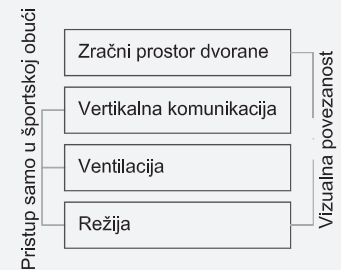 Pristup samo u športskoj obući
Zračni prostor dvorane
Vertikalna komunikacija
Ventilacija
Režija
Vizualna povezanost